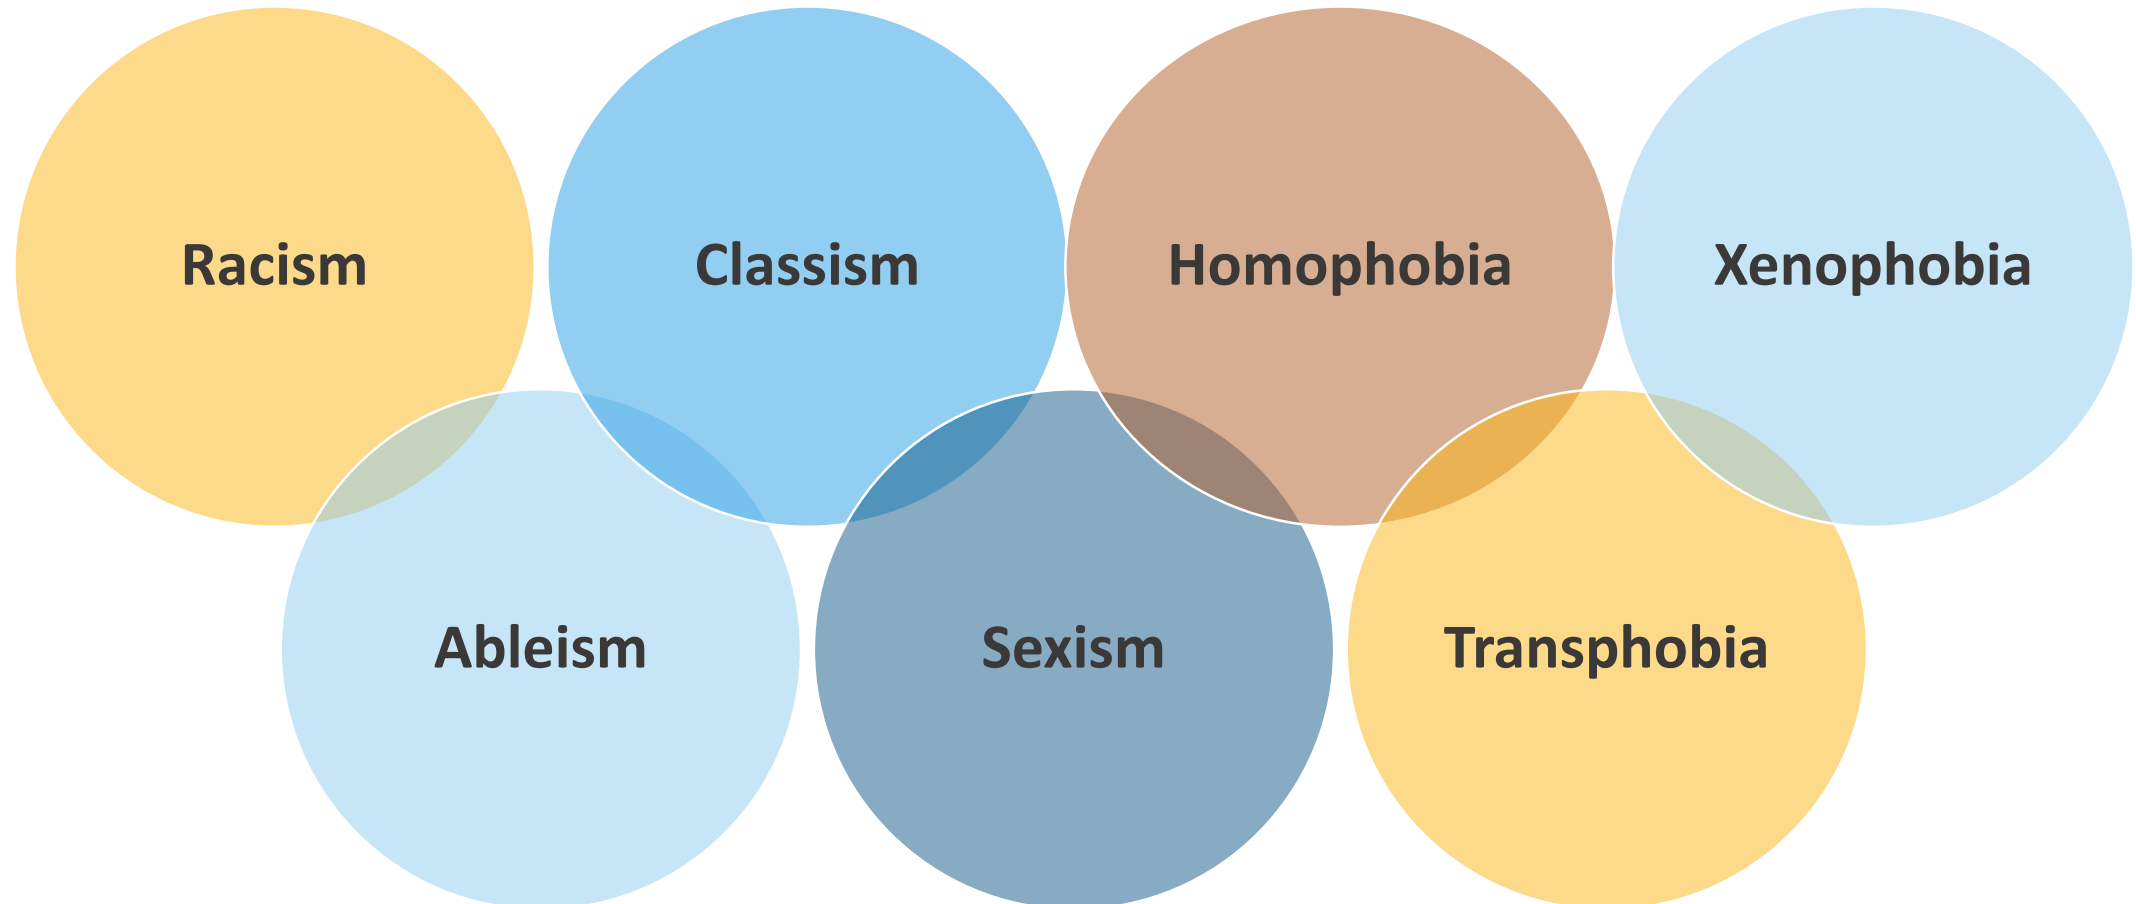 Racism
Classism
Homophobia
Xenophobia
Ableism
Sexism
Transphobia